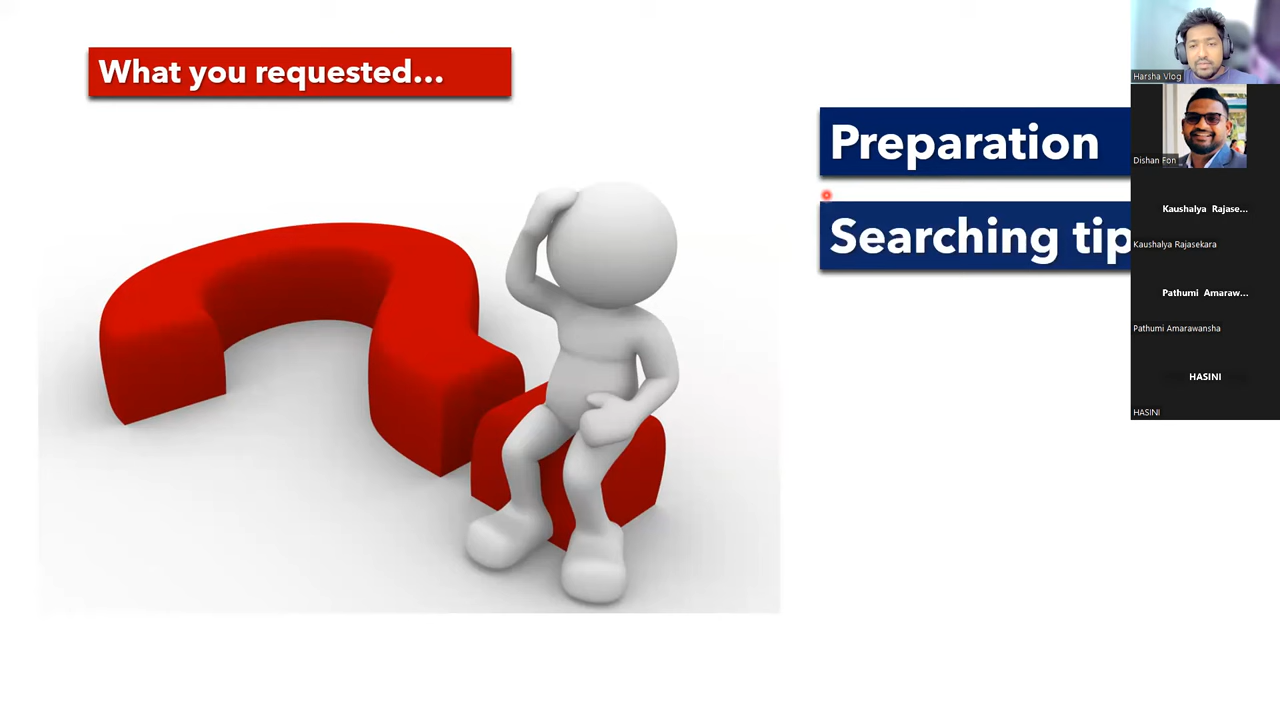 What you requested...
Preparation
Searching tip
Harsha Vlog
Dishan Fon
Kaushalya Rajase...
Kaushalya Rajasekara
Pathumi Amaraw...
Pathumi Amarawansha
HASINI
HASINI